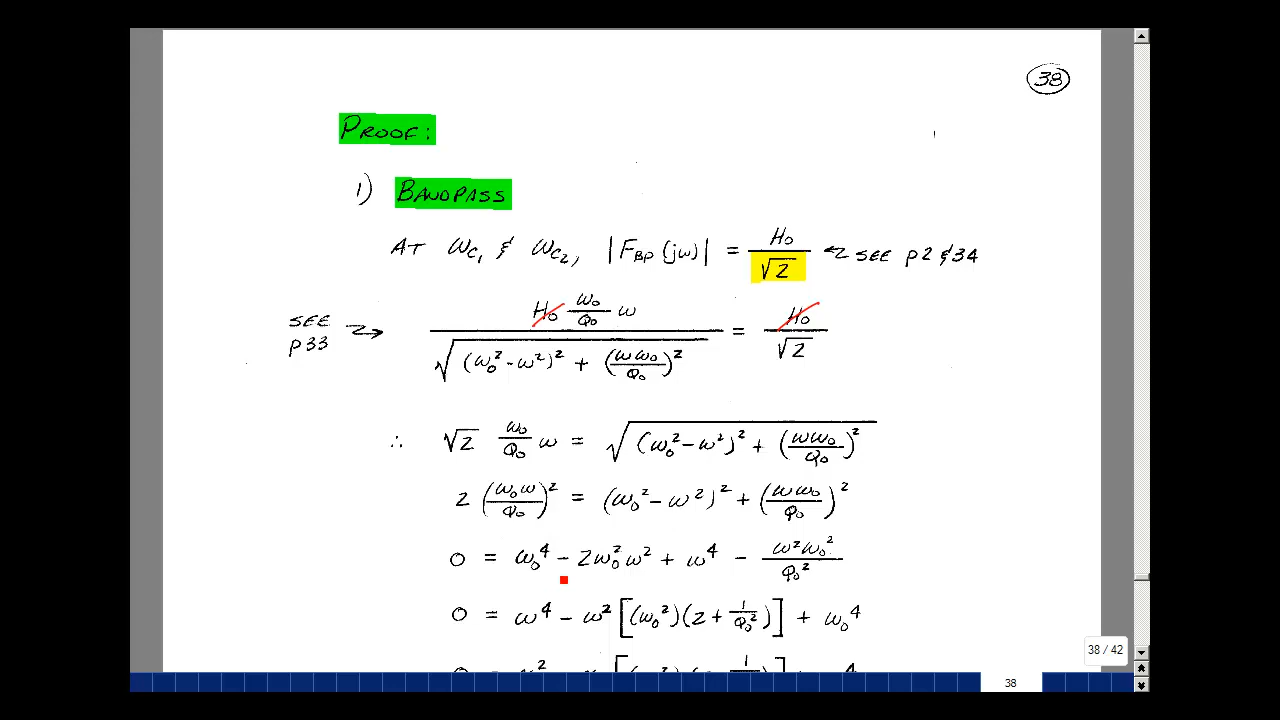 38
PROOF:
1) BANDPASS
AT ωc₁ & ωc₂, |F_BP(jω)| = H₀/√2 ← SEE p2 & 34
SEE p33 → (H₀ (ω₀/Q₀) ω) / √((ω₀² - ω²)² + (ωω₀/Q₀)²) = H₀/√2
∴ √2 (ω₀/Q₀) ω = √((ω₀² - ω²)² + (ωω₀/Q₀)²)
2 (ω₀ω/Q₀)² = (ω₀² - ω²)² + (ωω₀/Q₀)²
0 = ω₀⁴ - 2ω₀²ω² + ω⁴ - ω²ω₀²/Q₀²
0 = ω⁴ - ω² [(ω₀²)(2 + 1/Q₀²)] + ω₀⁴
38 / 42
38